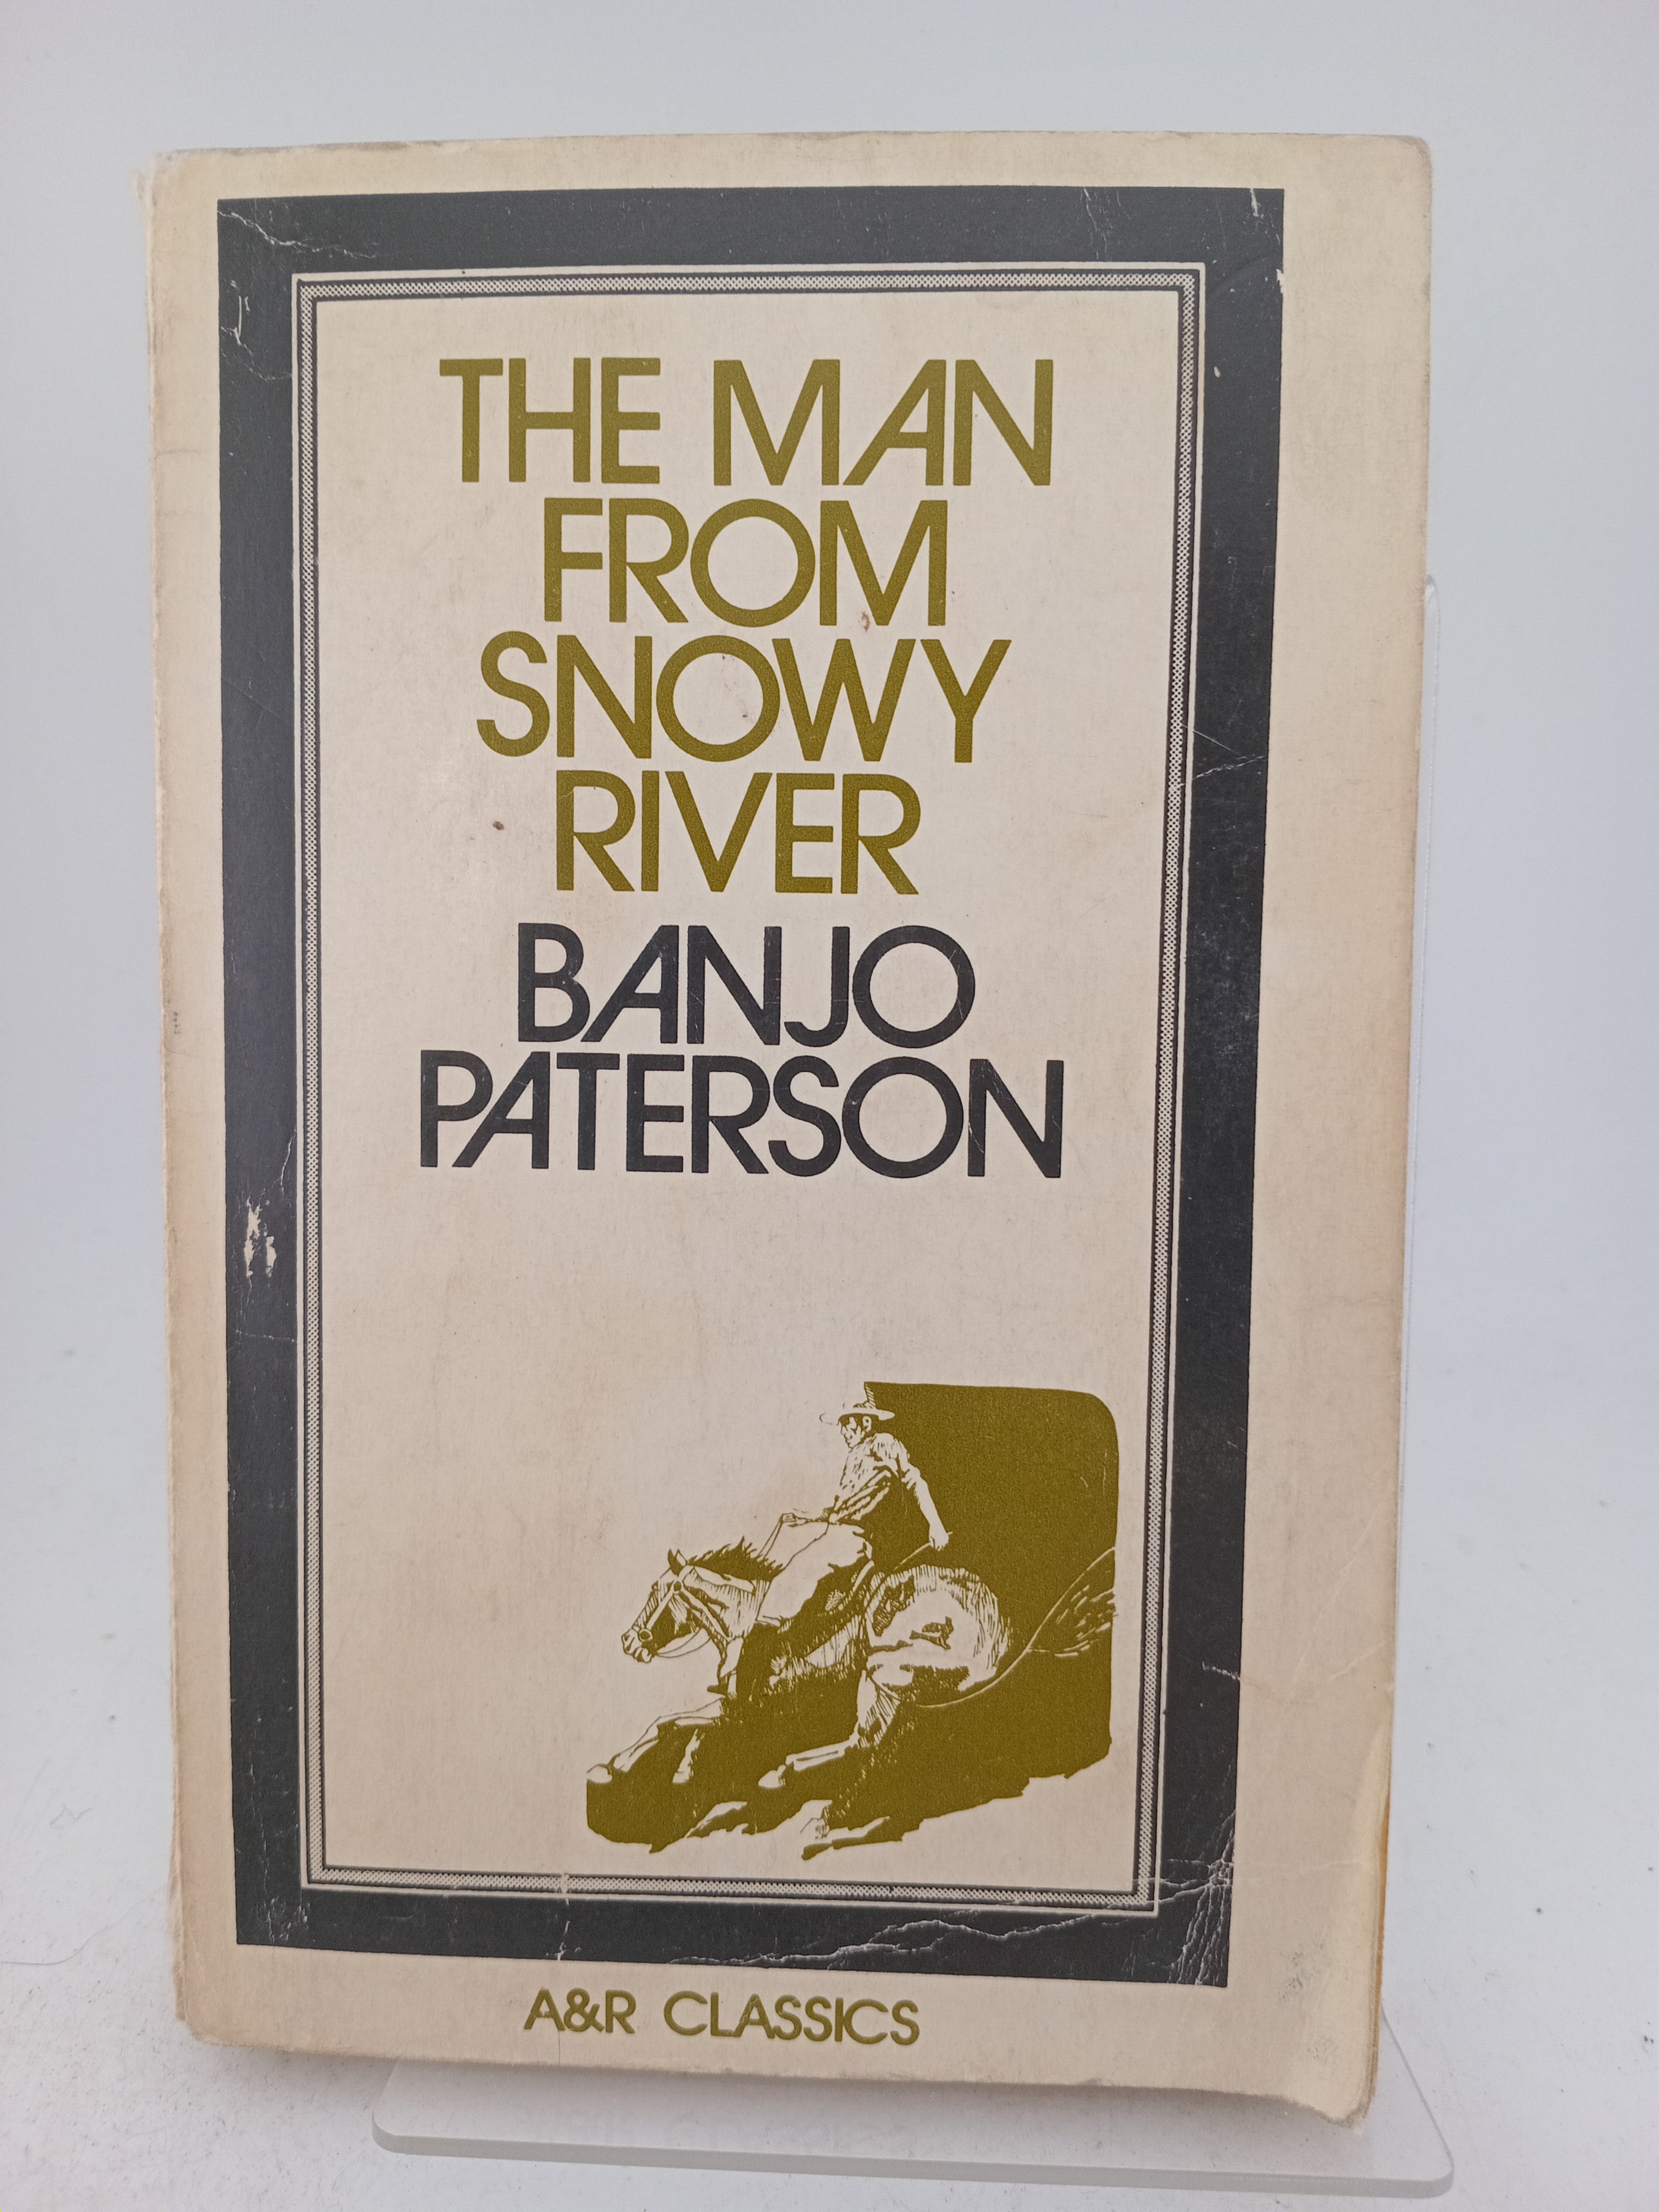 THE MAN
FROM
SNOWY
RIVER
BANJO
PATERSON
A&R CLASSICS